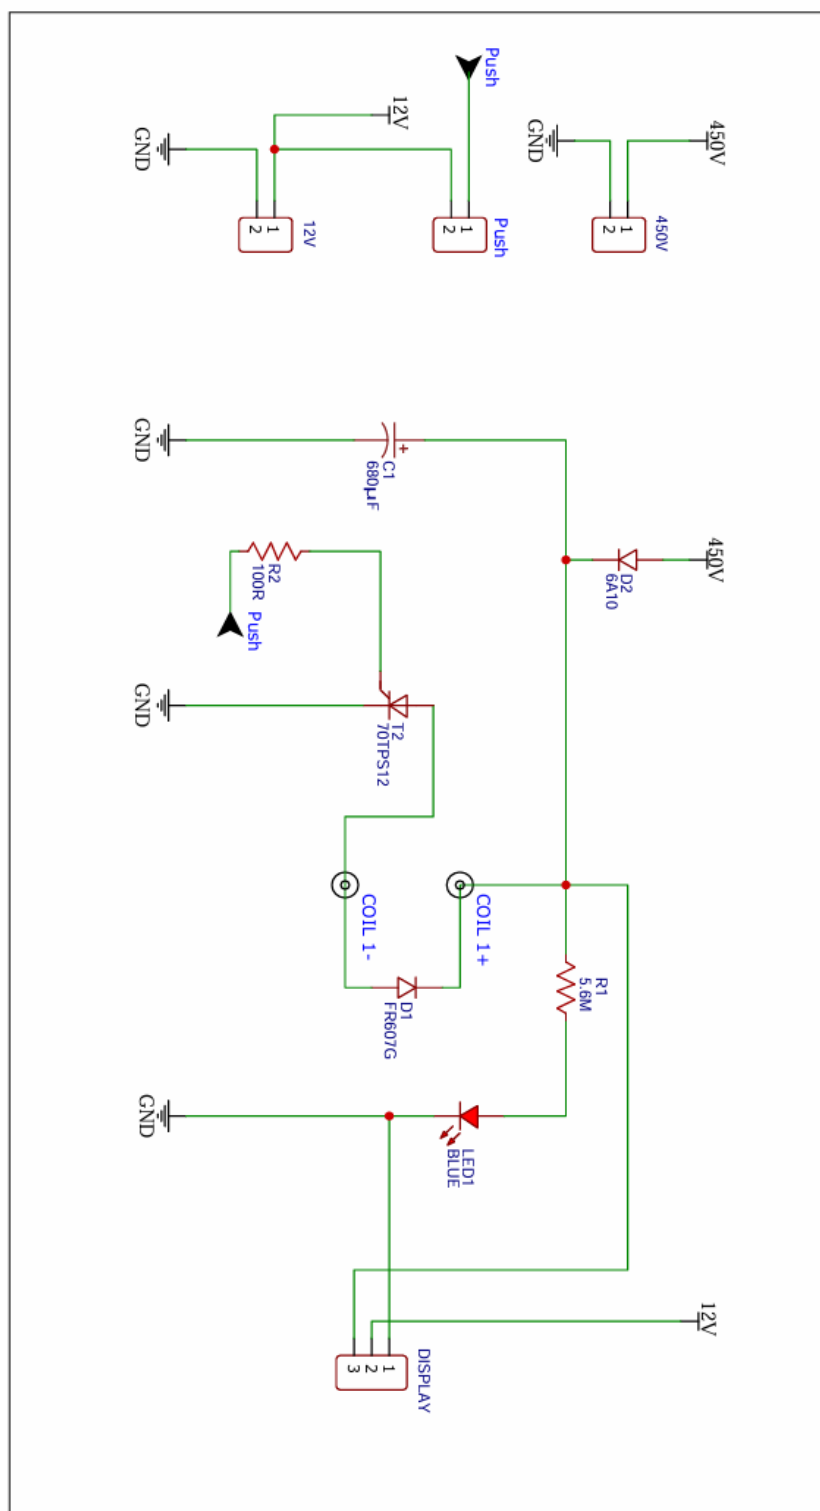 450V
GND
1
2
450V
Push
1
2
Push
12V
GND
1
2
12V
450V
D2
6A10
C1
680μF
+
GND
R2
100R
Push
T2
70TPS12
GND
COIL 1+
COIL 1-
D1
FR607G
R1
5.6M
LED1
BLUE
GND
12V
DISPLAY
1
2
3